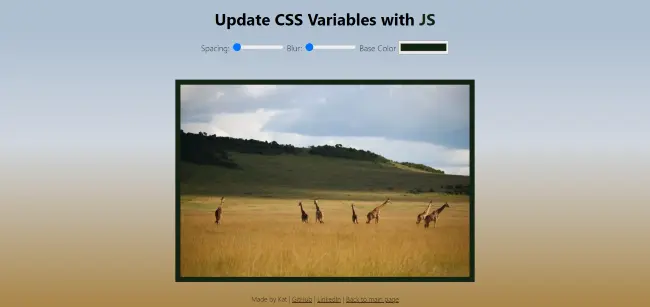 Update CSS Variables with JS
Spacing: Blur: Base Color
Made by Kat | GitHub | LinkedIn | Back to main page